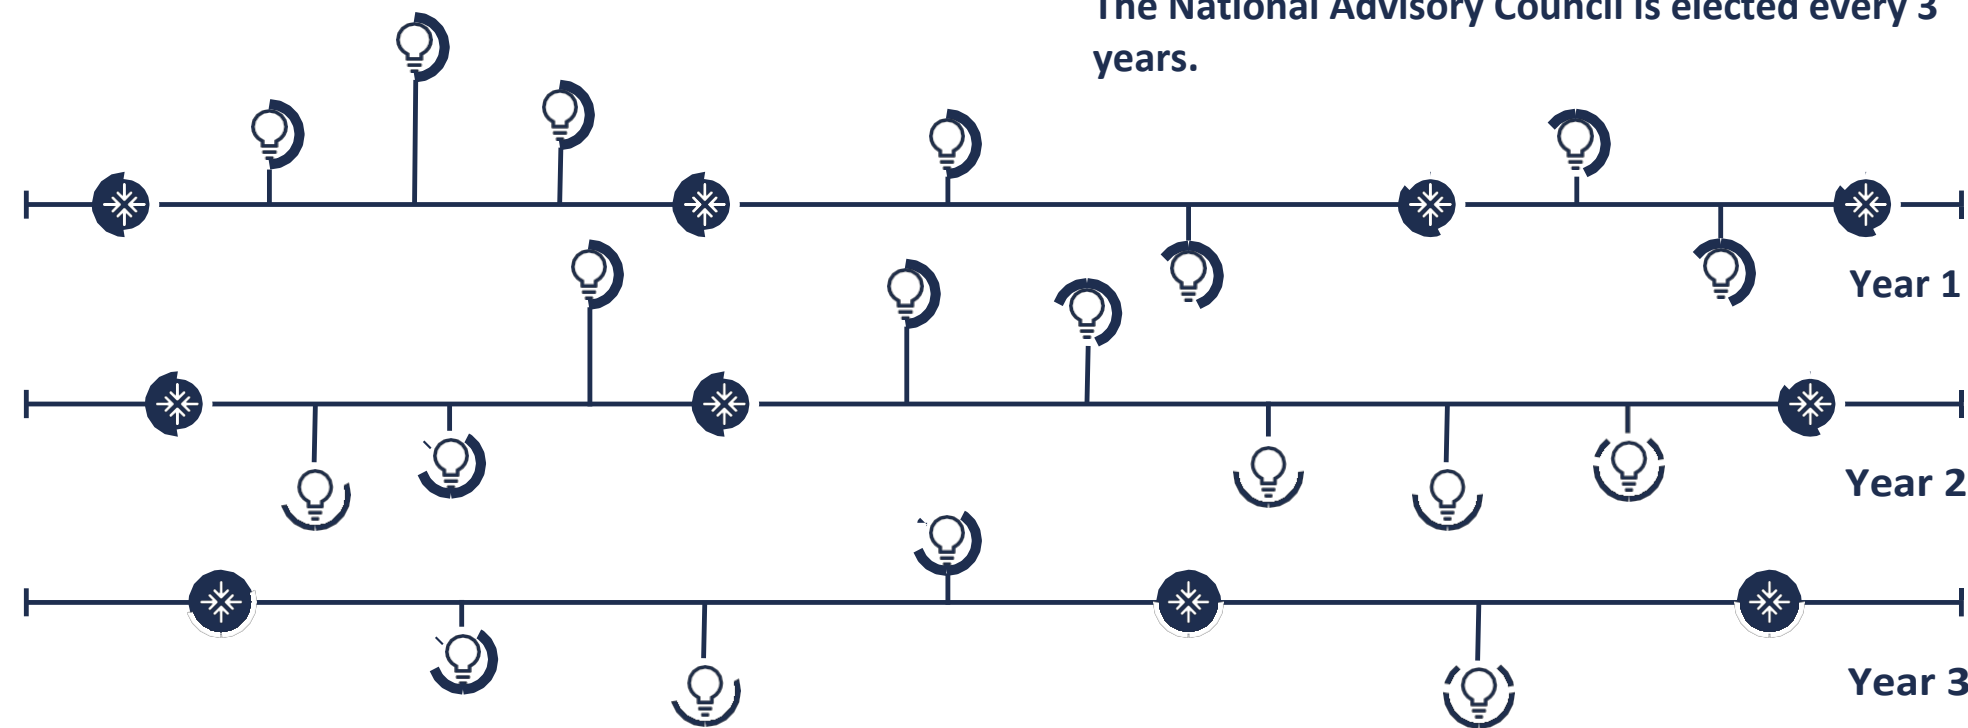 The National Advisory Council is elected every 3
years.
Year 1
Year 2
Year 3